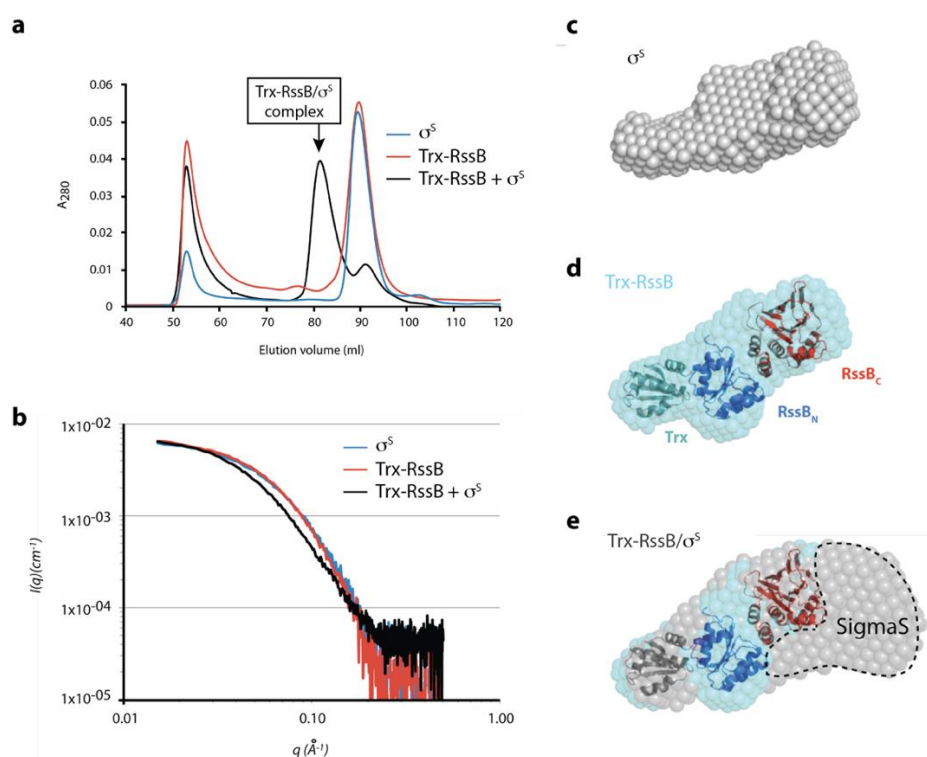 a
Trx-RssB/σS
complex
σS
Trx-RssB
Trx-RssB + σS
A280
0.06
0.05
0.04
0.03
0.02
0.01
0
40
50
60
70
80
90
100
110
120
Elution volume (ml)
b
1x10-02
1x10-03
1x10-04
1x10-05
I(q)(cm-1)
σS
Trx-RssB
Trx-RssB + σS
0.01
0.10
1.00
q (Å-1)
c
σS
d
Trx-RssB
RssBC
RssBN
Trx
e
Trx-RssB/σS
SigmaS